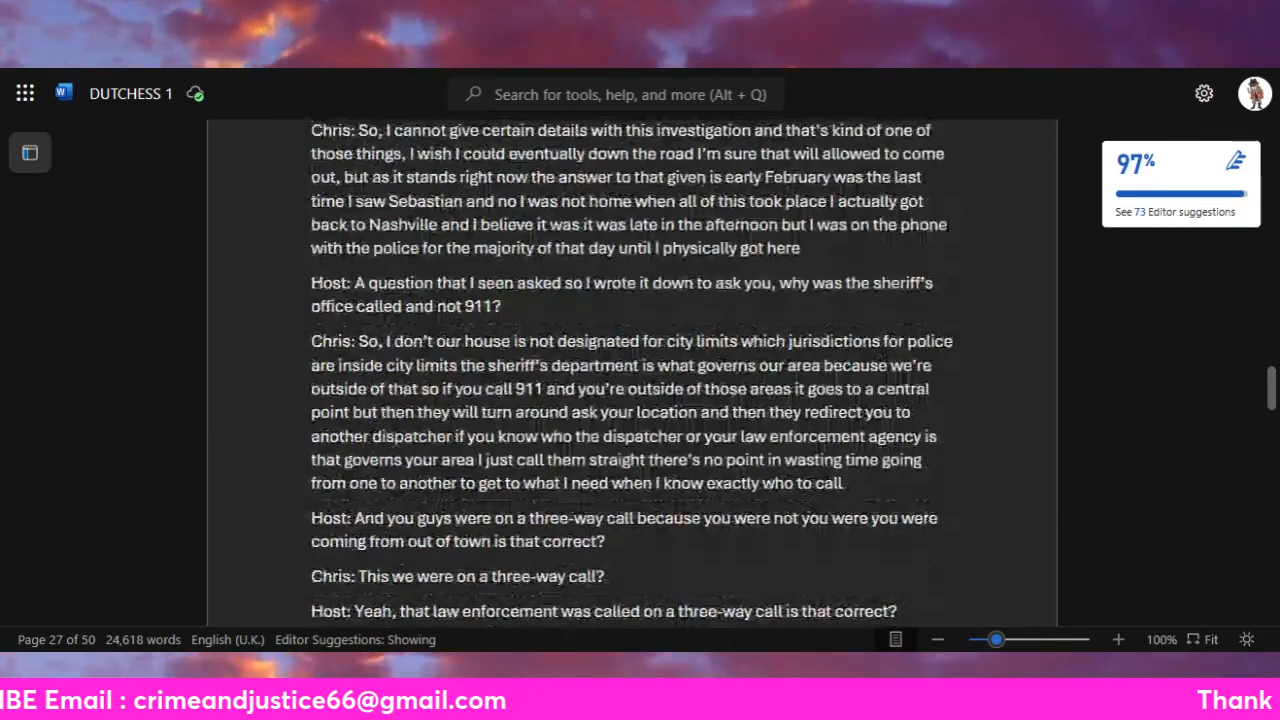 DUTCHESS 1
Search for tools, help, and more (Alt + Q)
Chris: So, I cannot give certain details with this investigation and that's kind of one of
those things, I wish I could eventually down the road I'm sure that will allowed to come
out, but as it stands right now the answer to that given is early February was the last
time I saw Sebastian and no I was not home when all of this took place I actually got
back to Nashville and I believe it was it was late in the afternoon but I was on the phone
with the police for the majority of that day until I physically got here
97%
See 73 Editor suggestions
Host: A question that I seen asked so I wrote it down to ask you, why was the sheriff's
office called and not 911?
Chris: So, I don't our house is not designated for city limits which jurisdictions for police
are inside city limits the sheriff's department is what governs our area because we're
outside of that so if you call 911 and you're outside of those areas it goes to a central
point but then they will turn around ask your location and then they redirect you to
another dispatcher if you know who the dispatcher or your law enforcement agency is
that governs your area I just call them straight there's no point in wasting time going
from one to another to get to what I need when I know exactly who to call
Host: And you guys were on a three-way call because you were not you were you were
coming from out of town is that correct?
Chris: This we were on a three-way call?
Host: Yeah, that law enforcement was called on a three-way call is that correct?
Page 27 of 50 24,618 words English (U.K.) Editor Suggestions: Showing
100% Fit
IBE Email : crimeandjustice66@gmail.com
Thank